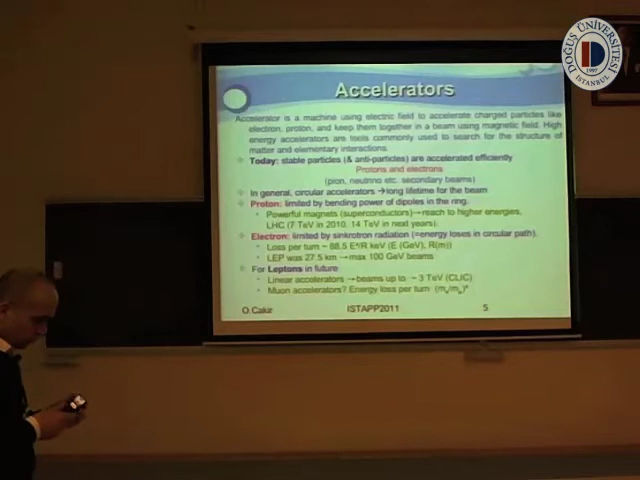 DOĞUŞ ÜNİVERSİTESİ
1997
İSTANBUL
Accelerators
Accelerator is a machine using electric field to accelerate charged particles like
electron, proton, and keep them together in a beam using magnetic field. High
energy accelerators are tools commonly used to search for the structure of
matter and elementary interactions.
Today: stable particles (& anti-particles) are accelerated efficiently
Protons and electrons
(pion, neutrino etc. secondary beams)
In general, circular accelerators →long lifetime for the beam
Proton: limited by bending power of dipoles in the ring.
Powerful magnets (superconductors)→reach to higher energies,
LHC (7 TeV in 2010, 14 TeV in next years).
Electron: limited by sinkrotron radiation (=energy loses in circular path).
Loss per turn ~ 88.5 E⁴/R keV (E (GeV), R(m))
LEP was 27.5 km→max 100 GeV beams
For Leptons in future
Linear accelerators →beams up to ~ 3 TeV (CLIC)
Muon accelerators? Energy loss per turn
O.Cakir
ISTAPP2011
5